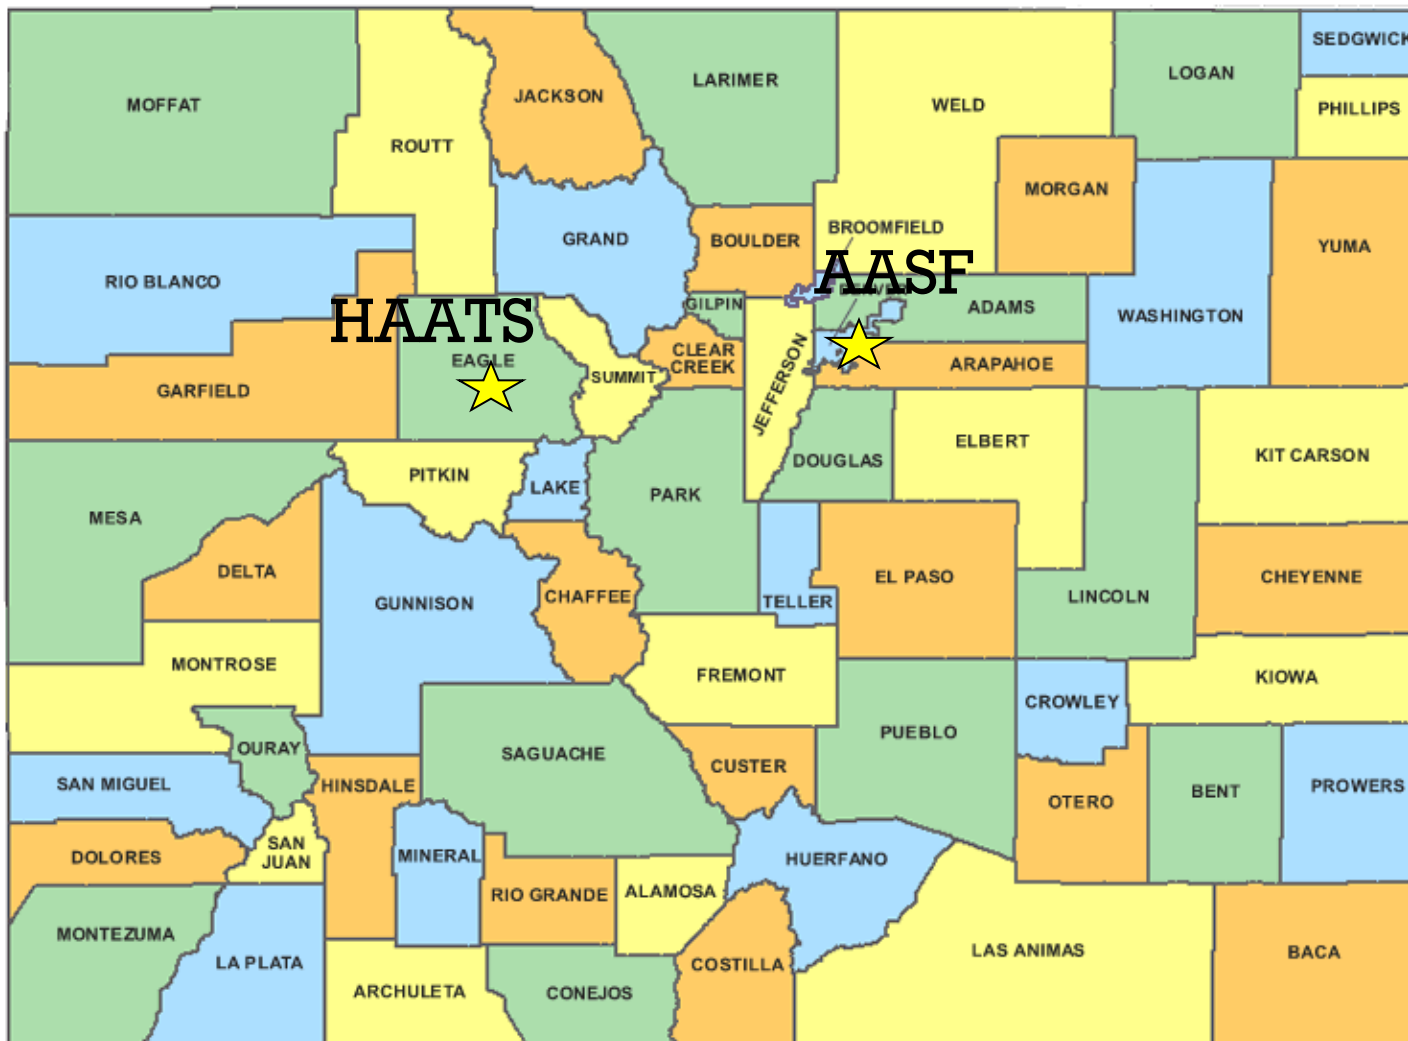 SEDGWICK
LOGAN
LARIMER
JACKSON
MOFFAT
WELD
PHILLIPS
ROUTT
MORGAN
BROOMFIELD
GRAND
BOULDER
YUMA
RIO BLANCO
AASF
DENVER
HAATS
GILPIN
ADAMS
WASHINGTON
EAGLE
CLEAR
CREEK
ARAPAHOE
SUMMIT
JEFFERSON
GARFIELD
ELBERT
KIT CARSON
DOUGLAS
PITKIN
LAKE
PARK
MESA
DELTA
EL PASO
CHEYENNE
GUNNISON
CHAFFEE
TELLER
LINCOLN
MONTROSE
FREMONT
KIOWA
CROWLEY
PUEBLO
OURAY
SAGUACHE
CUSTER
SAN MIGUEL
HINSDALE
PROWERS
BENT
OTERO
SAN
JUAN
DOLORES
MINERAL
HUERFANO
RIO GRANDE
ALAMOSA
MONTEZUMA
LAS ANIMAS
BACA
LA PLATA
COSTILLA
ARCHULETA
CONEJOS